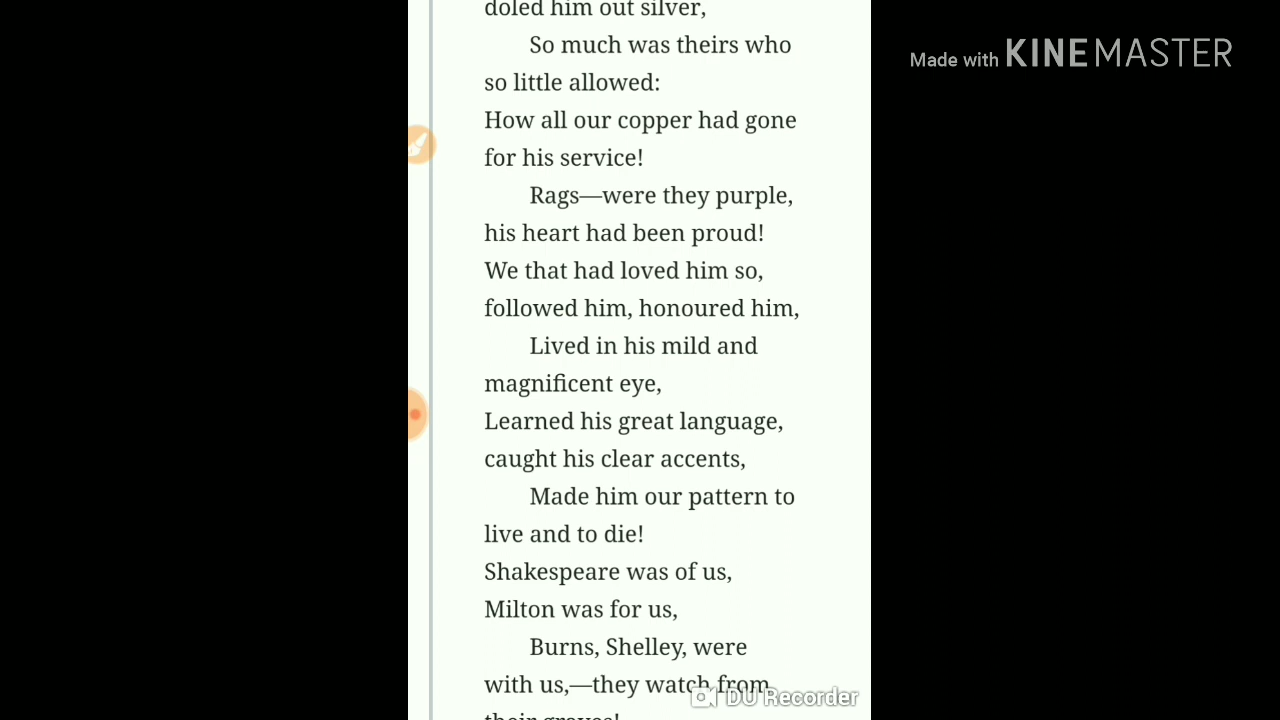 doled him out silver,
So much was theirs who
so little allowed:
How all our copper had gone
for his service!
Rags—were they purple,
his heart had been proud!
We that had loved him so,
followed him, honoured him,
Lived in his mild and
magnificent eye,
Learned his great language,
caught his clear accents,
Made him our pattern to
live and to die!
Shakespeare was of us,
Milton was for us,
Burns, Shelley, were
with us,—they watch from
their graves!
Made with KINEMASTER
DU Recorder